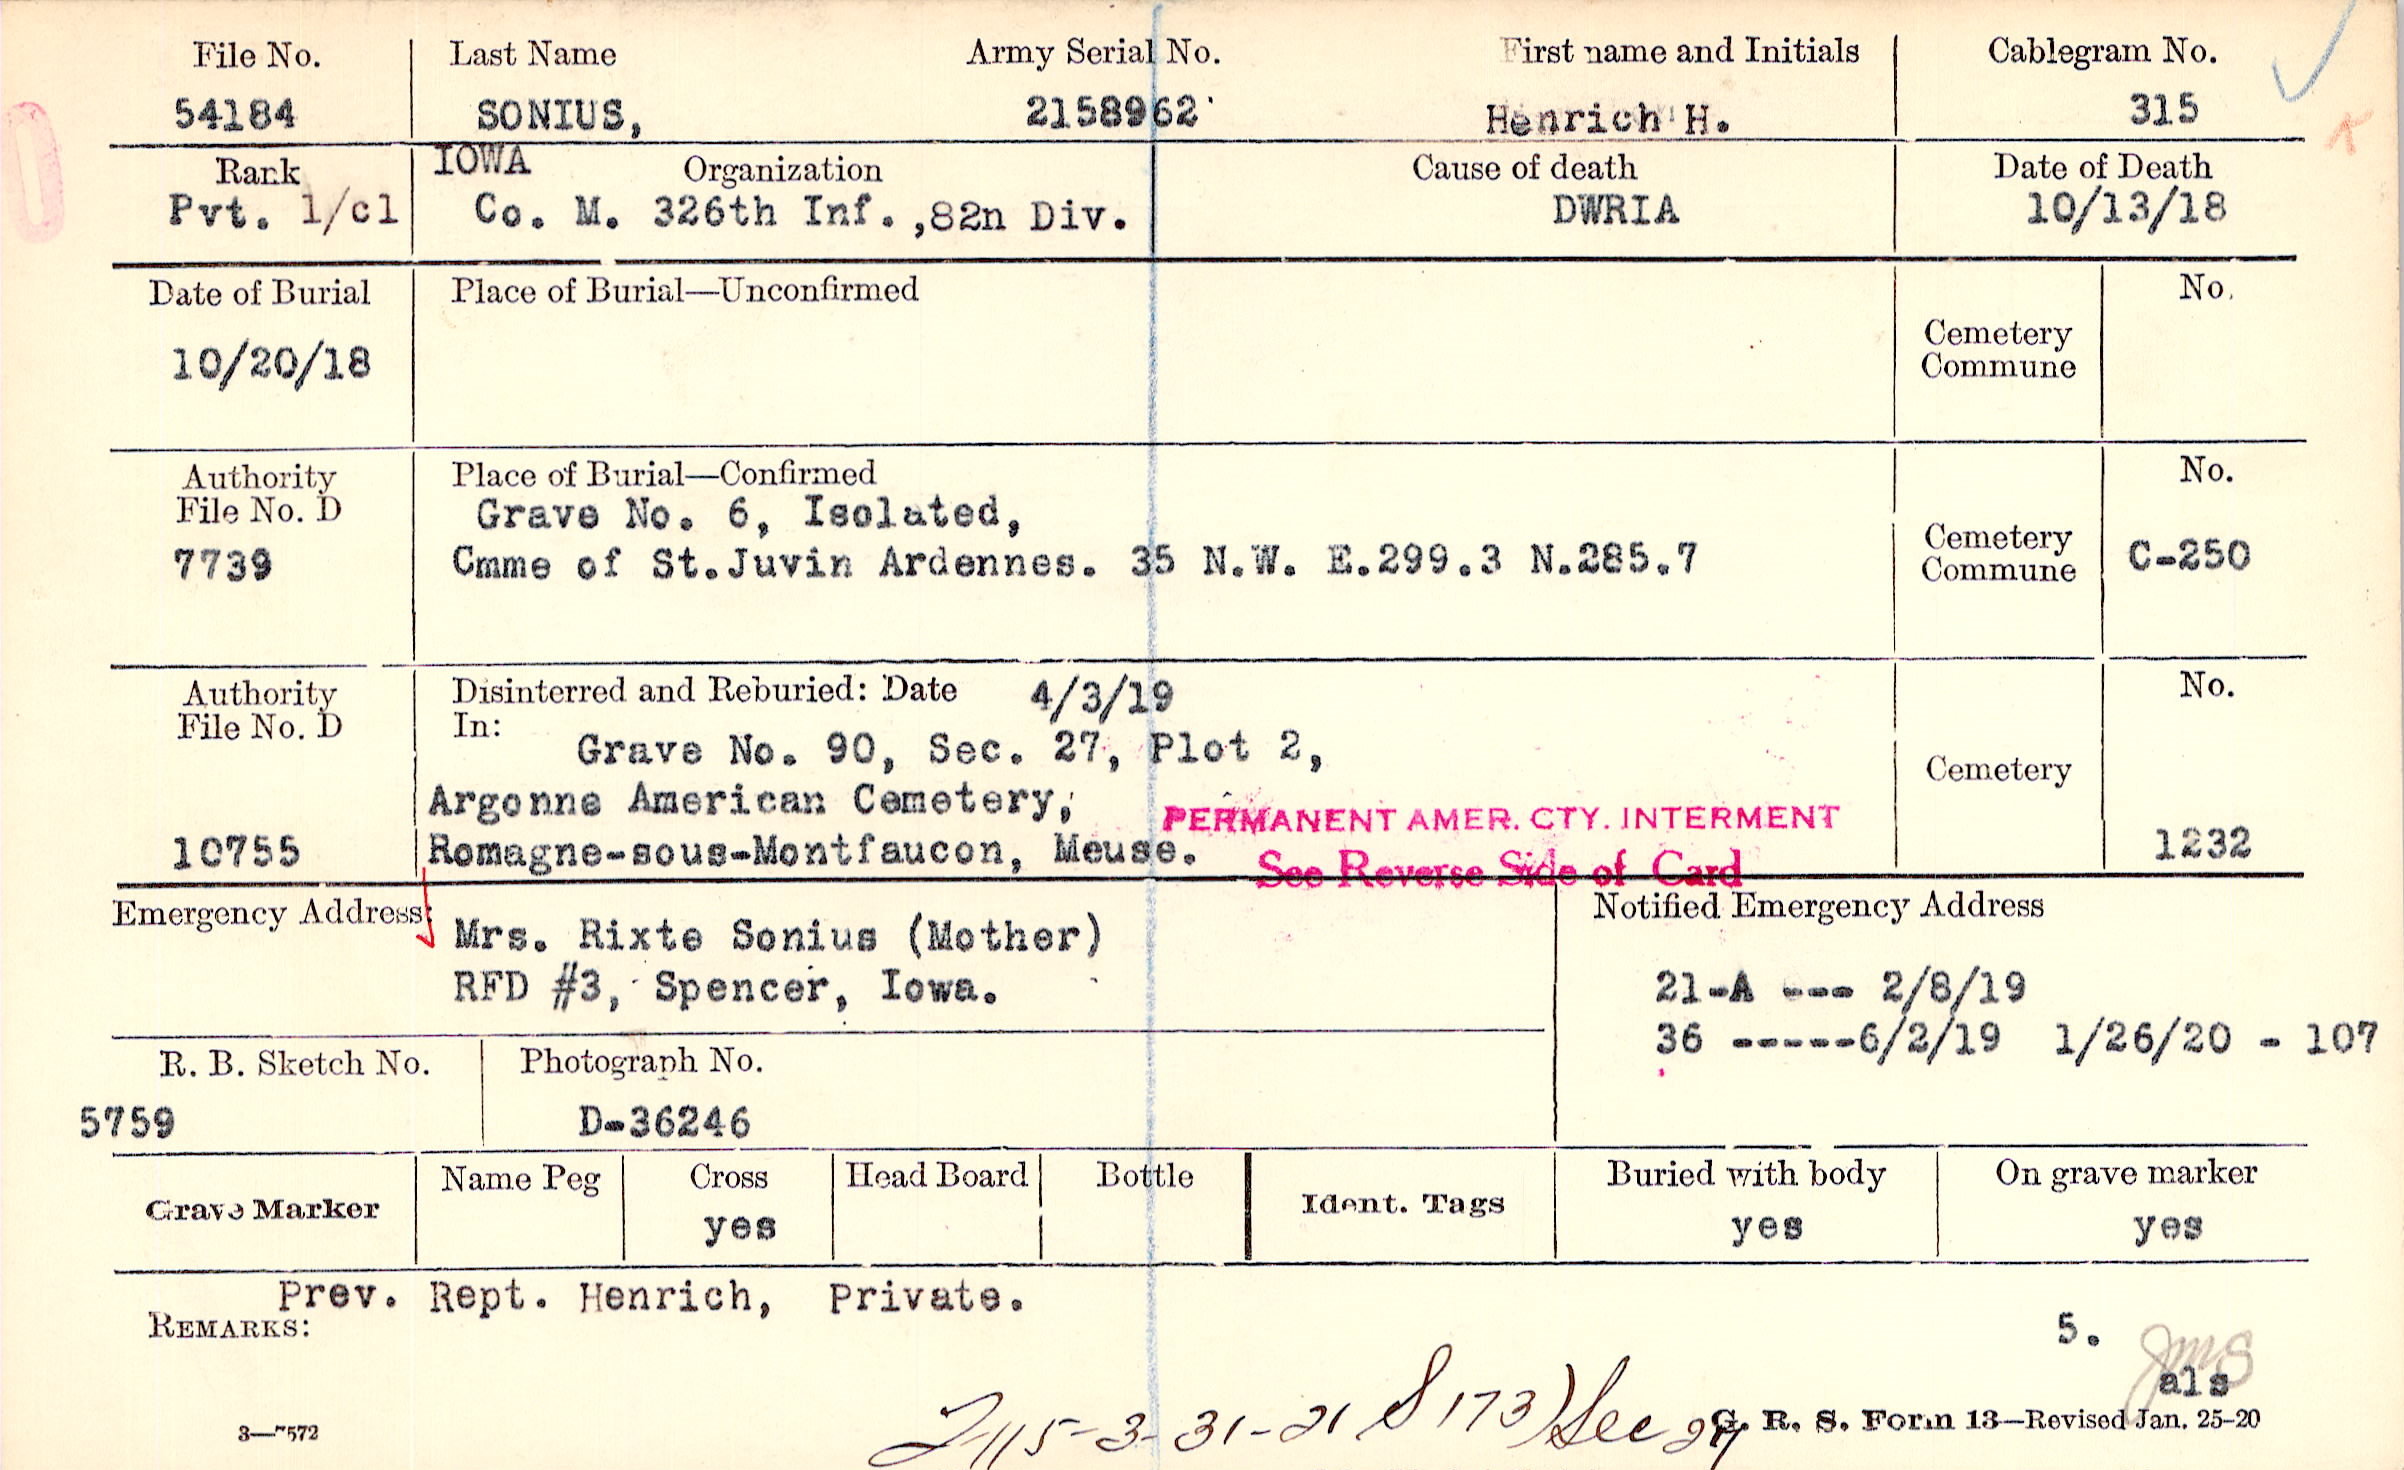 File No. Last Name Army Serial No. First name and Initials Cablegram No.
54184 SONIUS, 2158962 Henrich H. 315
Rank IOWA Organization Cause of death Date of Death
Pvt. 1/cl Co. M. 326th Inf.,82n Div. DWRIA 10/13/18
Date of Burial Place of Burial—Unconfirmed No.
10/20/18 Cemetery
Commune
Authority Place of Burial—Confirmed No.
File No. D Grave No. 6, Isolated,
7739 Cmme of St.Juvin Ardennes. 35 N.W. E.299.3 N.285.7 Cemetery
Commune C-250
Authority Disinterred and Reburied: Date 4/3/19 No.
File No. D In:
Grave No. 90, Sec. 27, Plot 2, Cemetery
Argonne American Cemetery,
PERMANENT AMER. CTY. INTERMENT
10755 Romagne-sous-Montfaucon, Meuse. 1232
See Reverse Side of Card
Emergency Address: Notified Emergency Address
Mrs. Rixte Sonius (Mother)
RFD #3, Spencer, Iowa. 21-A --- 2/8/19
36 -----6/2/19 1/26/20 - 107
R. B. Sketch No. Photograph No.
5759 D-36246
Grave Marker Name Peg Cross Head Board Bottle Ident. Tags Buried with body On grave marker
yes yes yes
Prev. Rept. Henrich, Private.
REMARKS:
5.
JMS
als
3—7572 G. R. S. Form 13—Revised Jan. 25-20
115-3-31-21 S 173) See